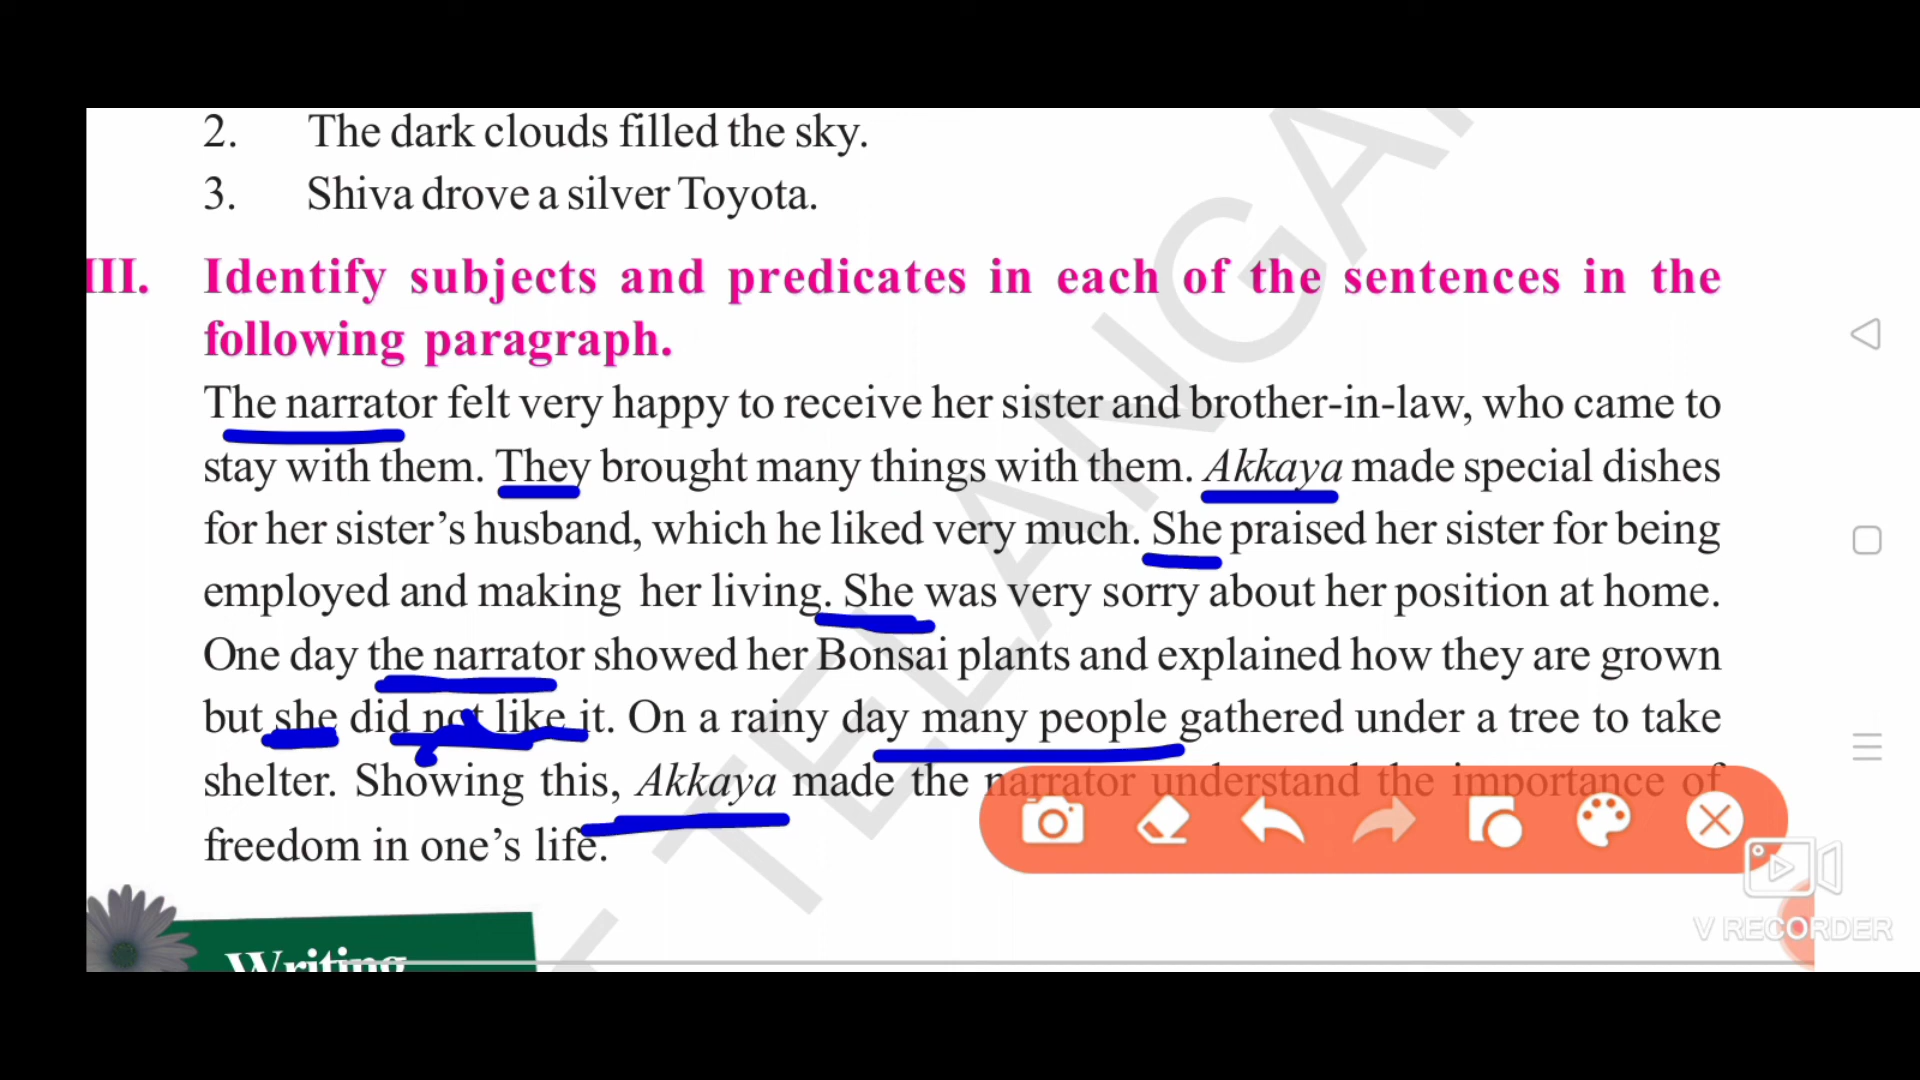 2. The dark clouds filled the sky.
3. Shiva drove a silver Toyota.
III. Identify subjects and predicates in each of the sentences in the
following paragraph.
The narrator felt very happy to receive her sister and brother-in-law, who came to
stay with them. They brought many things with them. Akkaya made special dishes
for her sister’s husband, which he liked very much. She praised her sister for being
employed and making her living. She was very sorry about her position at home.
One day the narrator showed her Bonsai plants and explained how they are grown
but she did not like it. On a rainy day many people gathered under a tree to take
shelter. Showing this, Akkaya made the narrator understand the importance of
freedom in one’s life.
V RECORDER
Writing